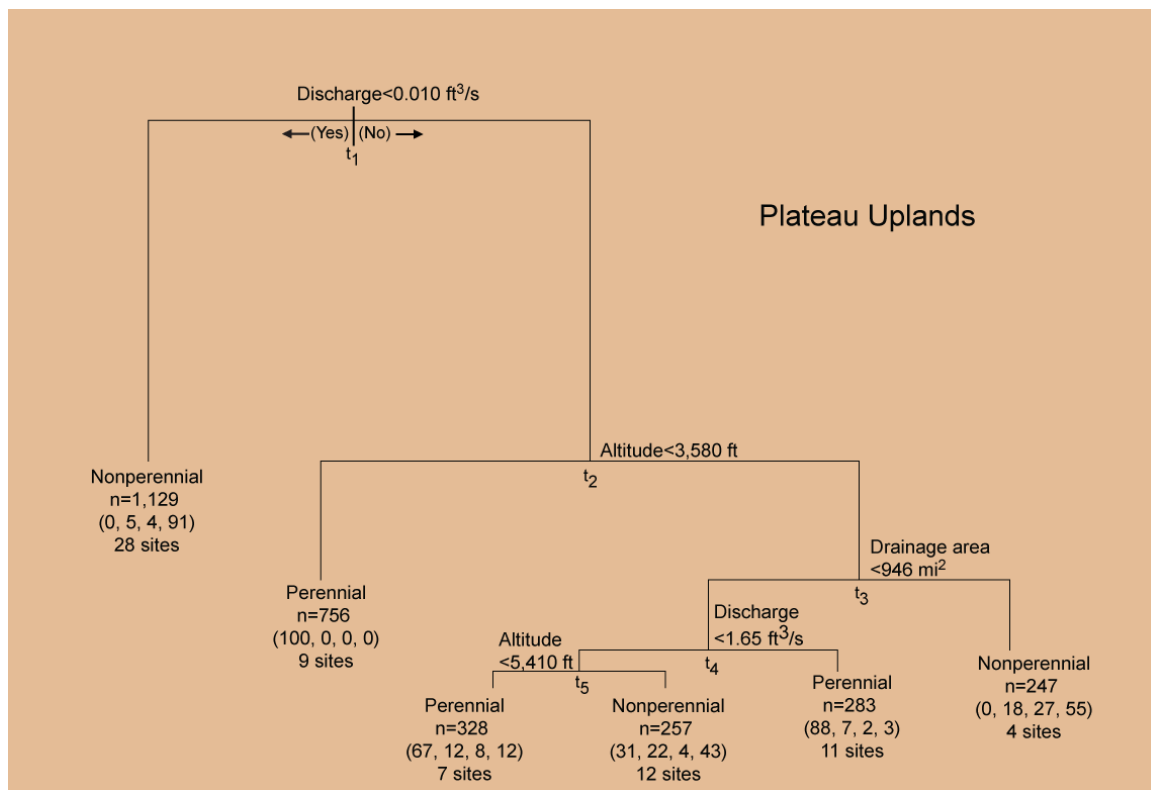 Discharge<0.010 ft³/s
(Yes) (No)
t₁
Plateau Uplands
Altitude<3,580 ft
t₂
Nonperennial
n=1,129
(0, 5, 4, 91)
28 sites
Drainage area
<946 mi²
t₃
Perennial
n=756
(100, 0, 0, 0)
9 sites
Discharge
<1.65 ft³/s
t₄
Altitude
<5,410 ft
t₅
Perennial
n=328
(67, 12, 8, 12)
7 sites
Nonperennial
n=257
(31, 22, 4, 43)
12 sites
Perennial
n=283
(88, 7, 2, 3)
11 sites
Nonperennial
n=247
(0, 18, 27, 55)
4 sites